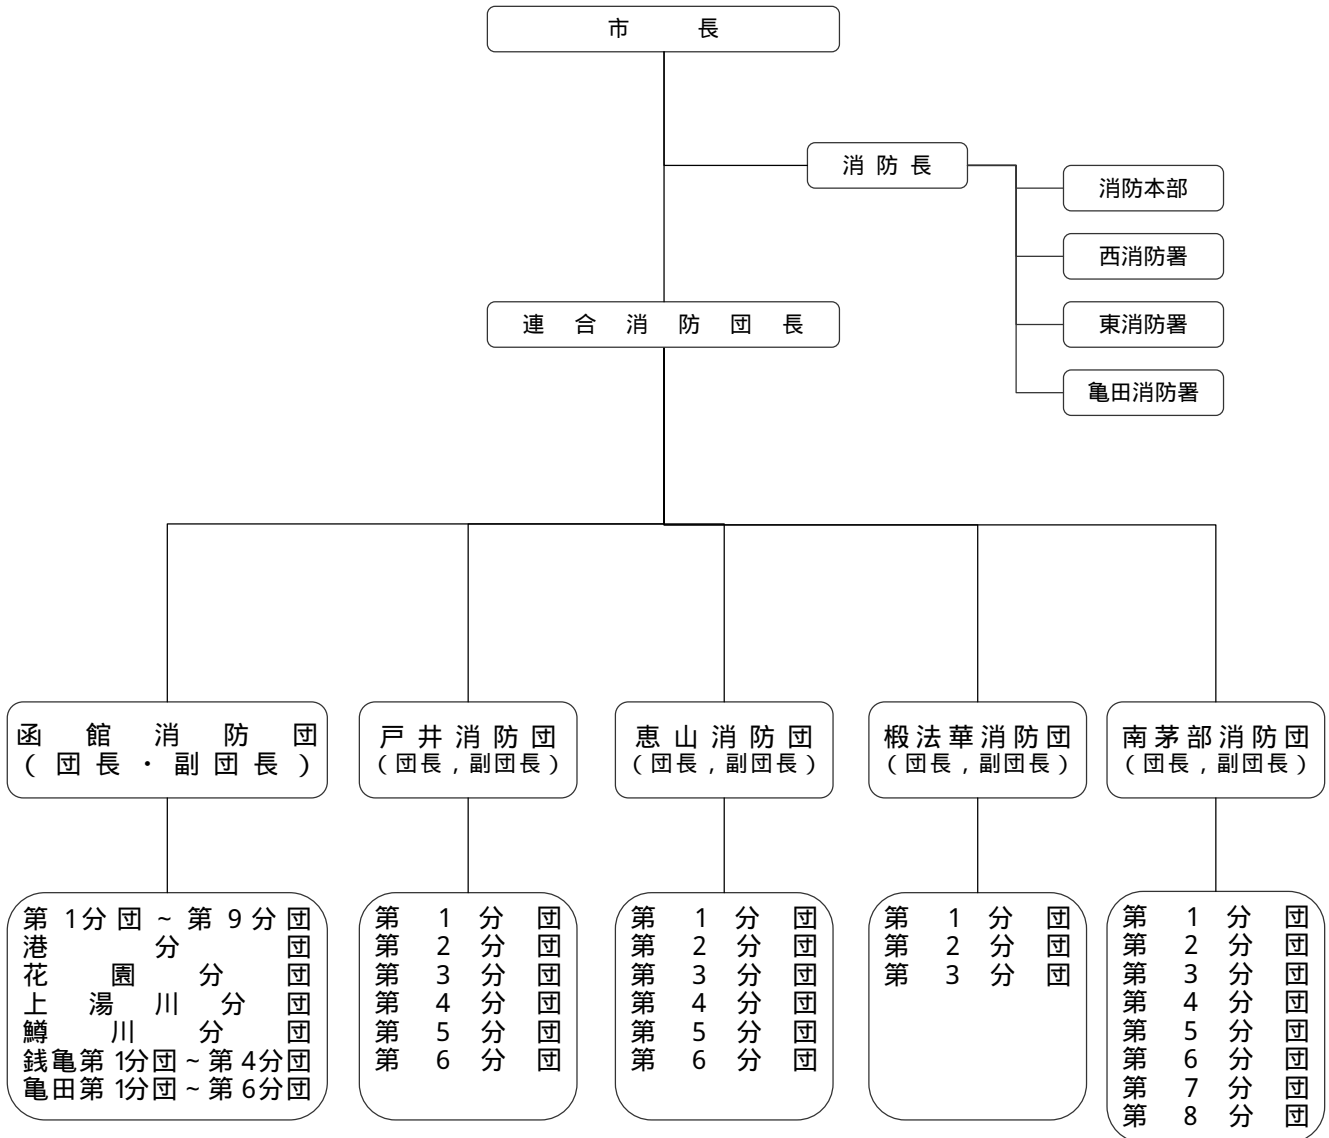 市長
消防長
消防本部
西消防署
連合消防団長
東消防署
亀田消防署
函館消防団
(団長・副団長)
戸井消防団
(団長,副団長)
恵山消防団
(団長,副団長)
椴法華消防団
(団長,副団長)
南茅部消防団
(団長,副団長)
第1分団~第9分団
港分団
花園分団
上湯川分団
鱒川分団
銭亀第1分団~第4分団
亀田第1分団~第6分団
第1分団
第2分団
第3分団
第4分団
第5分団
第6分団
第1分団
第2分団
第3分団
第4分団
第5分団
第6分団
第1分団
第2分団
第3分団
第1分団
第2分団
第3分団
第4分団
第5分団
第6分団
第7分団
第8分団